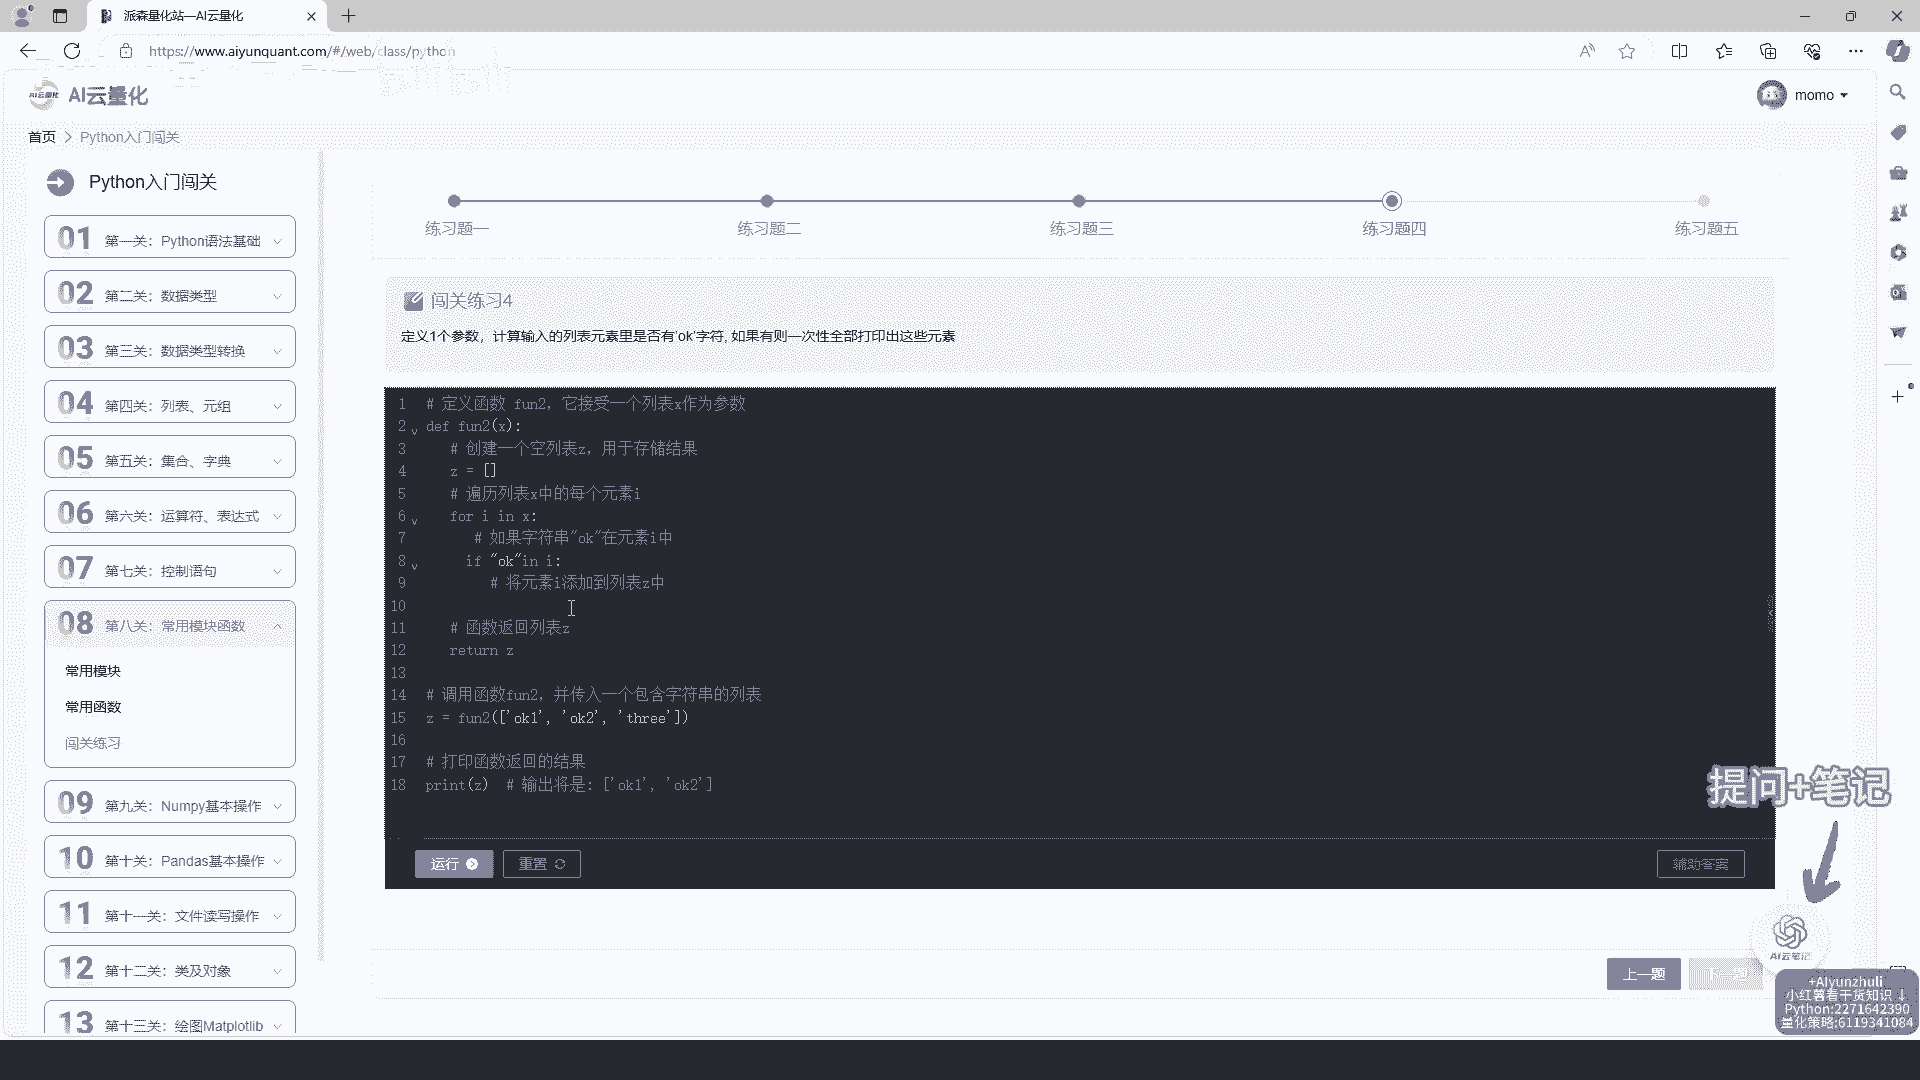 派森量化站—AI云量化
https://www.aiyunquant.com/#/web/class/python
AI云量化
momo
首页 > Python入门闯关
Python入门闯关
01 第一关：Python语法基础
02 第二关：数据类型
03 第三关：数据类型转换
04 第四关：列表、元组
05 第五关：集合、字典
06 第六关：运算符、表达式
07 第七关：控制语句
08 第八关：常用模块函数
常用模块
常用函数
闯关练习
09 第九关：Numpy基本操作
10 第十关：Pandas基本操作
11 第十一关：文件读写操作
12 第十二关：类及对象
13 第十三关：绘图Matplotlib
练习题一
练习题二
练习题三
练习题四
练习题五
闯关练习4
定义1个参数，计算输入的列表元素里是否有'ok'字符, 如果有则一次性全部打印出这些元素
1 # 定义函数 fun2，它接受一个列表x作为参数
2 def fun2(x):
3 # 创建一个空列表z，用于存储结果
4 z = []
5 # 遍历列表x中的每个元素i
6 for i in x:
7 # 如果字符串"ok"在元素i中
8 if "ok"in i:
9 # 将元素i添加到列表z中
10
11 # 函数返回列表z
12 return z
13
14 # 调用函数fun2，并传入一个包含字符串的列表
15 z = fun2(['ok1', 'ok2', 'three'])
16
17 # 打印函数返回的结果
18 print(z) # 输出将是：['ok1', 'ok2']
运行
重置
辅助答案
提问+笔记
AI云笔记
上一题
下一题
+AIyunzhuli
小红薯看干货知识↓
Python:2271642390
量化策略:6119341084